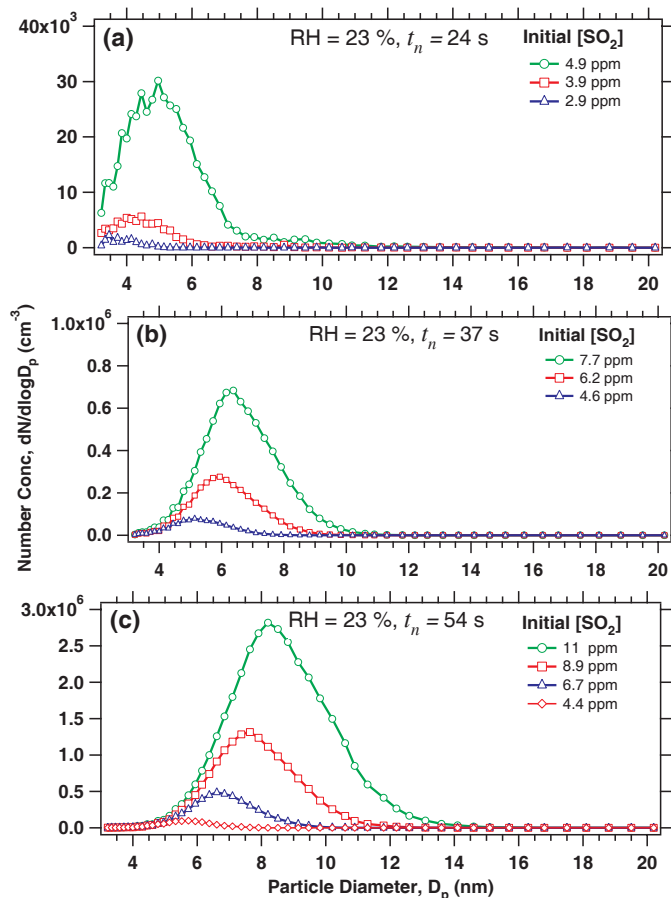 (a)
RH = 23 %, tn = 24 s
Initial [SO2]
4.9 ppm
3.9 ppm
2.9 ppm
40x10³
30
20
10
0
4 6 8 10 12 14 16 18 20
(b)
RH = 23 %, tn = 37 s
Initial [SO2]
7.7 ppm
6.2 ppm
4.6 ppm
1.0x10⁶
0.8
0.6
0.4
0.2
0.0
4 6 8 10 12 14 16 18 20
Number Conc, dN/dlogDp (cm⁻³)
(c)
RH = 23 %, tn = 54 s
Initial [SO2]
11 ppm
8.9 ppm
6.7 ppm
4.4 ppm
3.0x10⁶
2.5
2.0
1.5
1.0
0.5
0.0
4 6 8 10 12 14 16 18 20
Particle Diameter, Dp (nm)